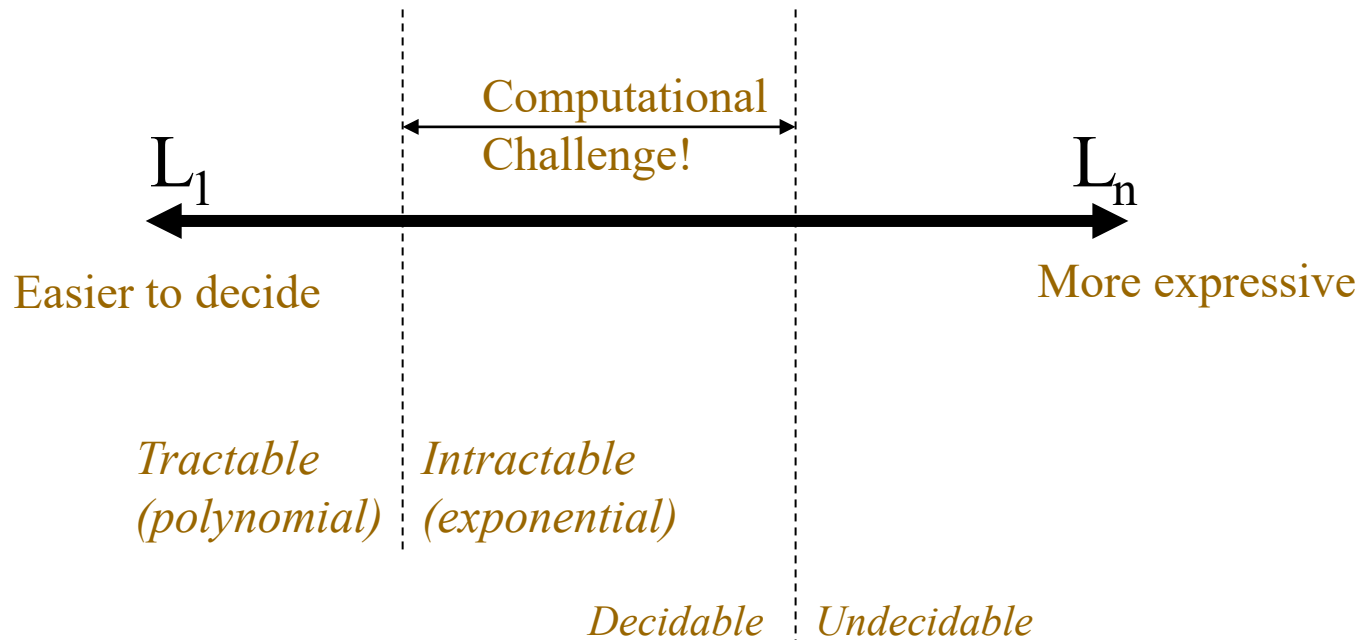 Computational
Challenge!
L1
Ln
Easier to decide
More expressive
Tractable
(polynomial)
Intractable
(exponential)
Decidable
Undecidable